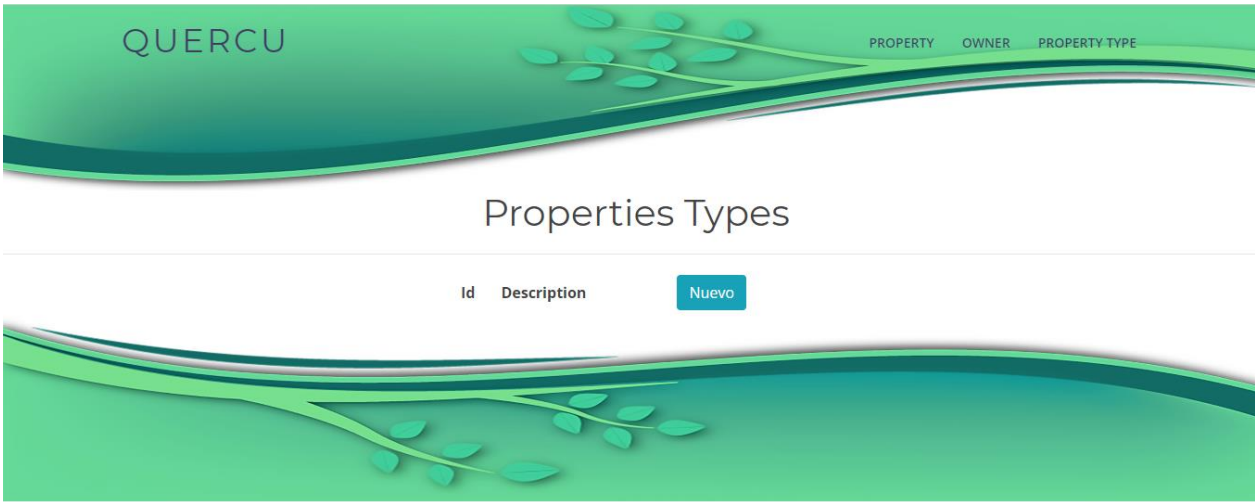 QUERCU
PROPERTY OWNER PROPERTY TYPE
Properties Types
Id Description Nuevo